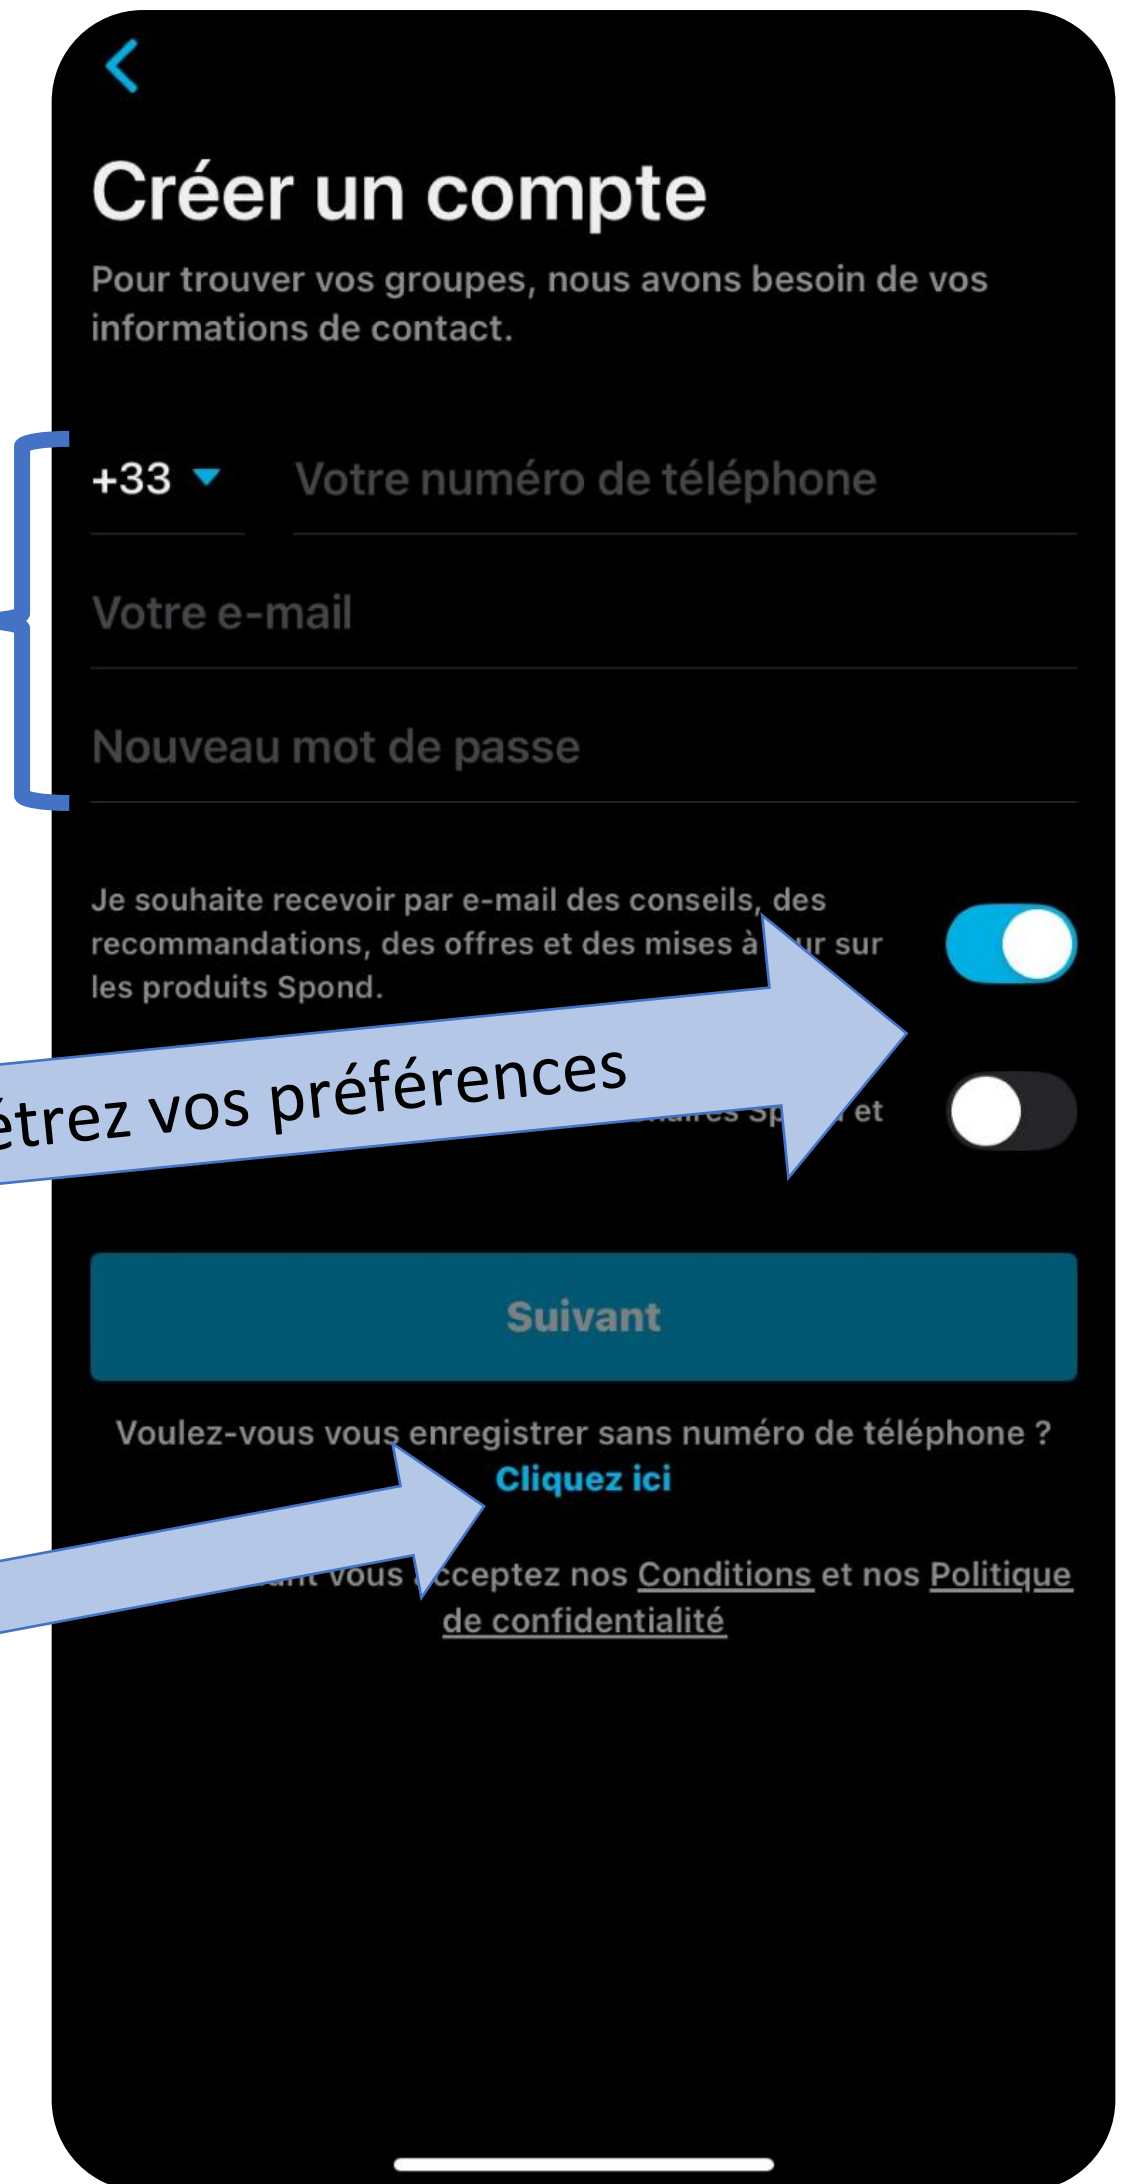 Créer un compte
Pour trouver vos groupes, nous avons besoin de vos
informations de contact.
+33 Votre numéro de téléphone
Votre e-mail
Nouveau mot de passe
Je souhaite recevoir par e-mail des conseils, des
recommandations, des offres et des mises à sur
les produits Spond.
vos préférences
et
Suivant
Voulez-vous vous enregistrer sans numéro de téléphone ?
Cliquez ici
vous acceptez nos Conditions et nos Politique
de confidentialité